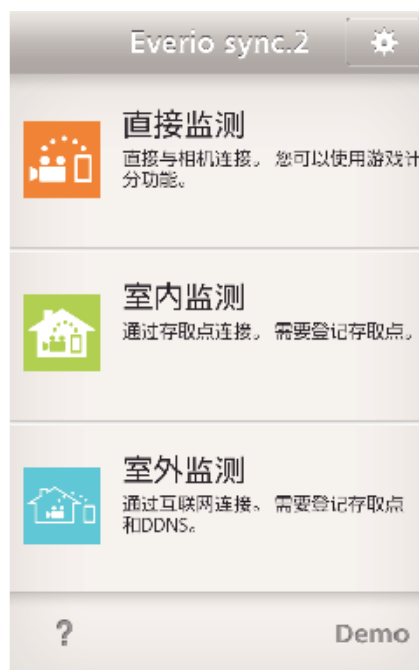 Everio sync.2
直接监测
直接与相机连接。 您可以使用游戏计
分功能。
室内监测
通过存取点连接。 需要登记存取点。
室外监测
通过互联网连接。 需要登记存取点
和DDNS。
?
Demo